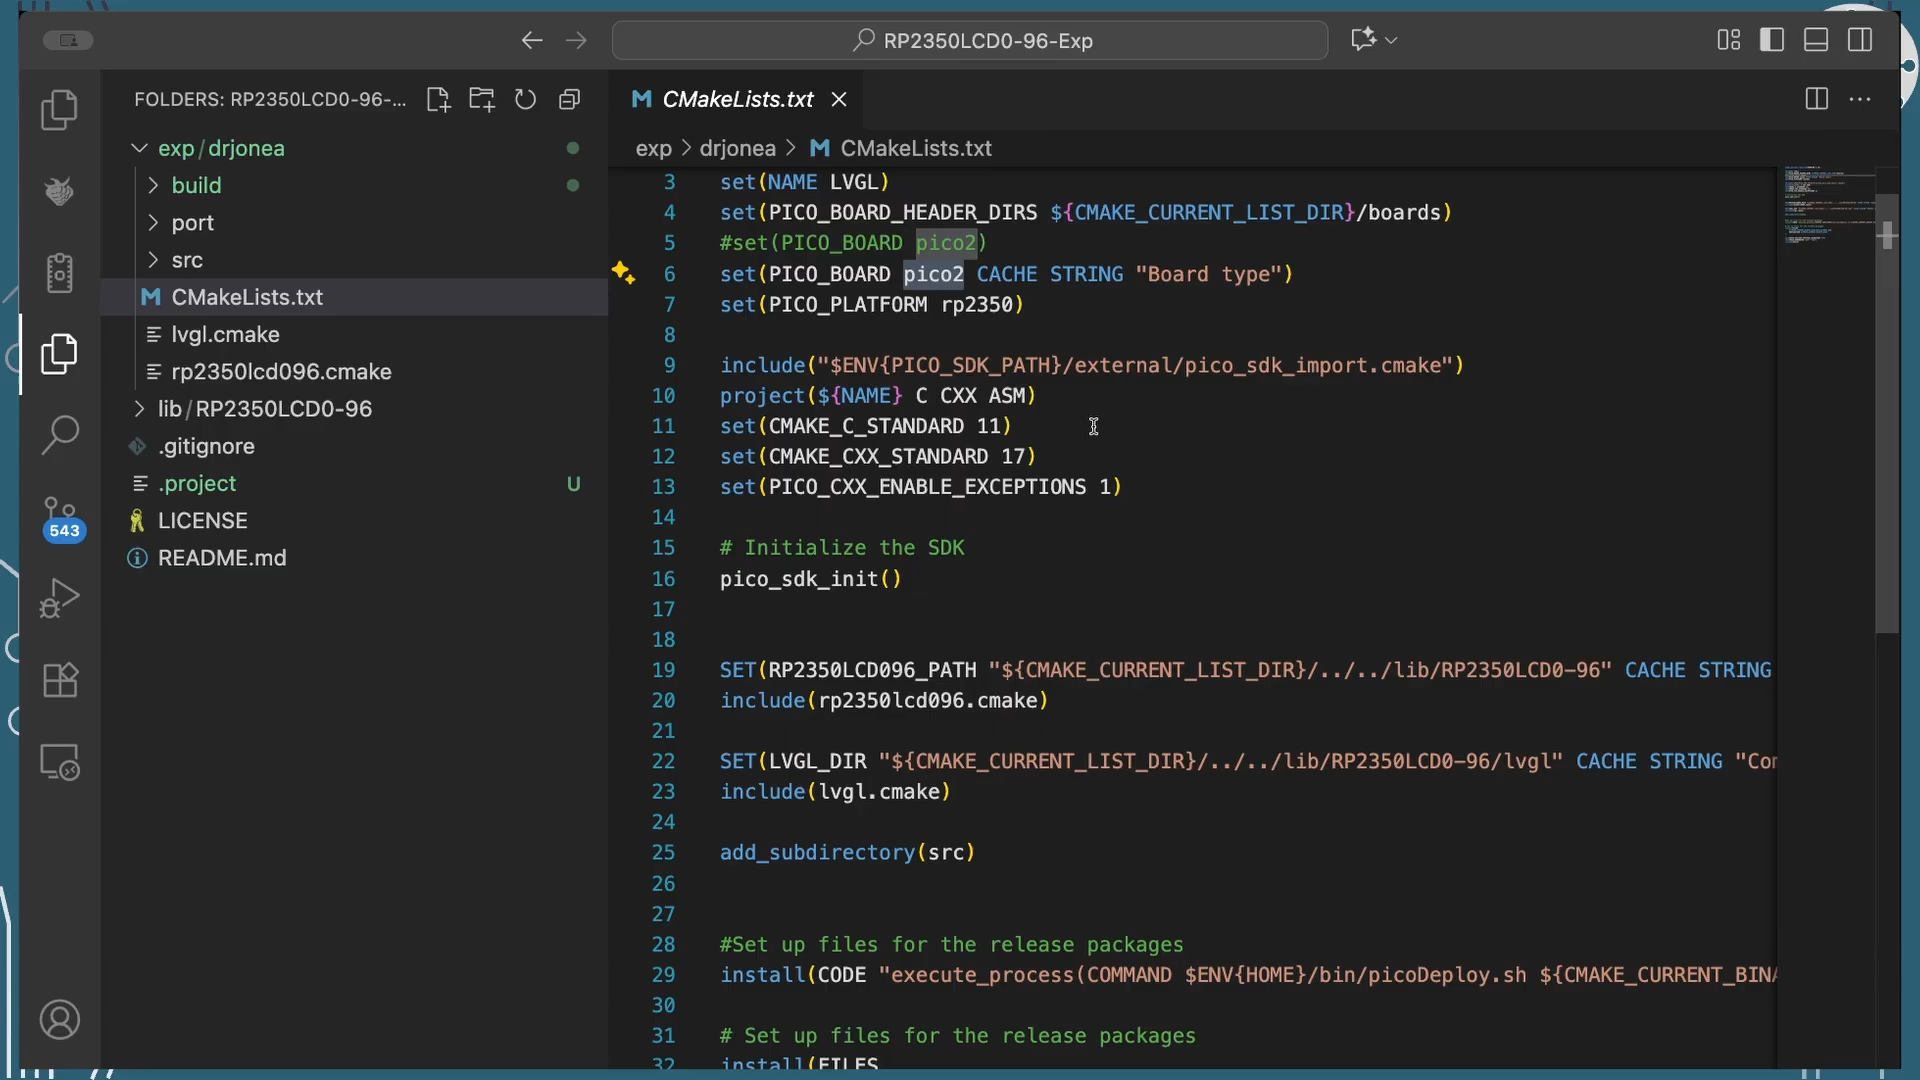 RP2350LCD0-96-Exp
FOLDERS: RP2350LCD0-96-...
exp/drjonea
build
port
src
CMakeLists.txt
lvgl.cmake
rp2350lcd096.cmake
lib/RP2350LCD0-96
.gitignore
.project U
LICENSE
README.md
543
CMakeLists.txt
exp > drjonea > CMakeLists.txt
3 set(NAME LVGL)
4 set(PICO_BOARD_HEADER_DIRS ${CMAKE_CURRENT_LIST_DIR}/boards)
5 #set(PICO_BOARD pico2)
6 set(PICO_BOARD pico2 CACHE STRING "Board type")
7 set(PICO_PLATFORM rp2350)
8
9 include("$ENV{PICO_SDK_PATH}/external/pico_sdk_import.cmake")
10 project(${NAME} C CXX ASM)
11 set(CMAKE_C_STANDARD 11)
12 set(CMAKE_CXX_STANDARD 17)
13 set(PICO_CXX_ENABLE_EXCEPTIONS 1)
14
15 # Initialize the SDK
16 pico_sdk_init()
17
18
19 SET(RP2350LCD096_PATH "${CMAKE_CURRENT_LIST_DIR}/../../lib/RP2350LCD0-96" CACHE STRING
20 include(rp2350lcd096.cmake)
21
22 SET(LVGL_DIR "${CMAKE_CURRENT_LIST_DIR}/../../lib/RP2350LCD0-96/lvgl" CACHE STRING "Com
23 include(lvgl.cmake)
24
25 add_subdirectory(src)
26
27
28 #Set up files for the release packages
29 install(CODE "execute_process(COMMAND $ENV{HOME}/bin/picoDeploy.sh ${CMAKE_CURRENT_BINA
30
31 # Set up files for the release packages
32 install(FILES